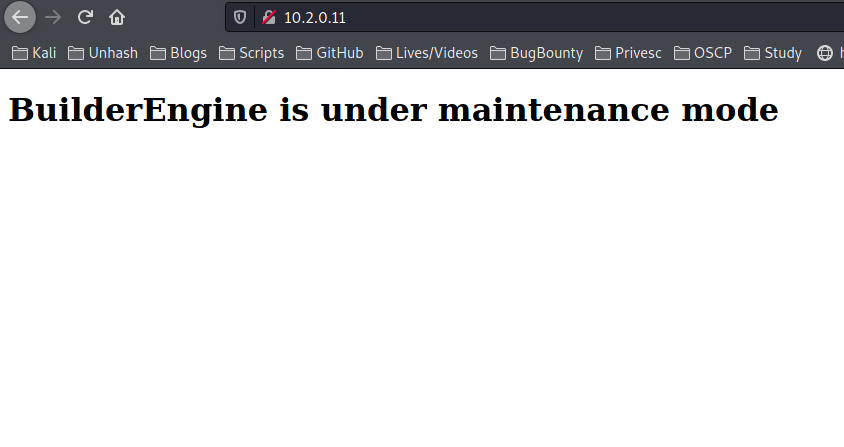 10.2.0.11
Kali Unhash Blogs Scripts GitHub Lives/Videos BugBounty Privesc OSCP Study
BuilderEngine is under maintenance mode